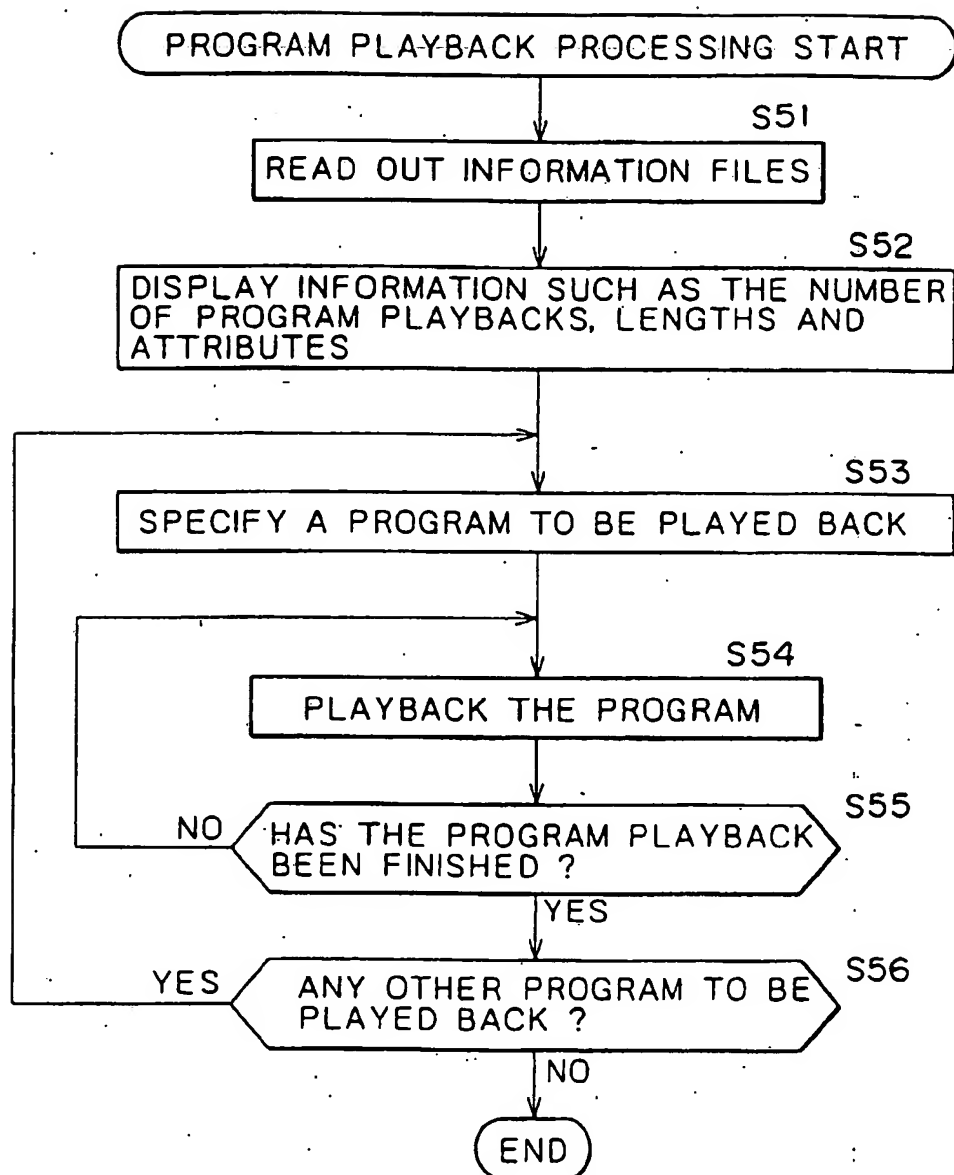 PROGRAM PLAYBACK PROCESSING START
S51
READ OUT INFORMATION FILES
S52
DISPLAY INFORMATION SUCH AS THE NUMBER
OF PROGRAM PLAYBACKS, LENGTHS AND
ATTRIBUTES
S53
SPECIFY A PROGRAM TO BE PLAYED BACK
S54
PLAYBACK THE PROGRAM
S55
NO
HAS THE PROGRAM PLAYBACK
BEEN FINISHED ?
YES
S56
YES
ANY OTHER PROGRAM TO BE
PLAYED BACK ?
NO
END